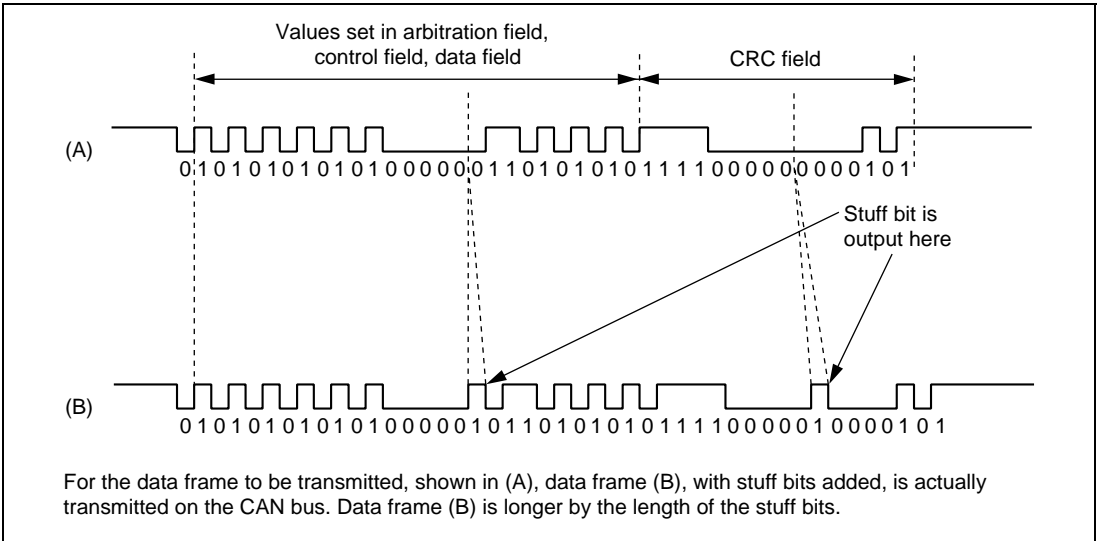 Values set in arbitration field,
control field, data field
CRC field
(A)
0 1 0 1 0 1 0 1 0 1 0 1 0 0 0 0 0 0 1 1 0 1 0 1 0 1 0 1 1 1 1 0 0 0 0 0 0 0 0 0 1 0 1
Stuff bit is
output here
(B)
0 1 0 1 0 1 0 1 0 1 0 1 0 0 0 0 0 1 0 1 1 0 1 0 1 0 1 0 1 1 1 1 0 0 0 0 0 1 0 0 0 0 1 0 1
For the data frame to be transmitted, shown in (A), data frame (B), with stuff bits added, is actually
transmitted on the CAN bus. Data frame (B) is longer by the length of the stuff bits.